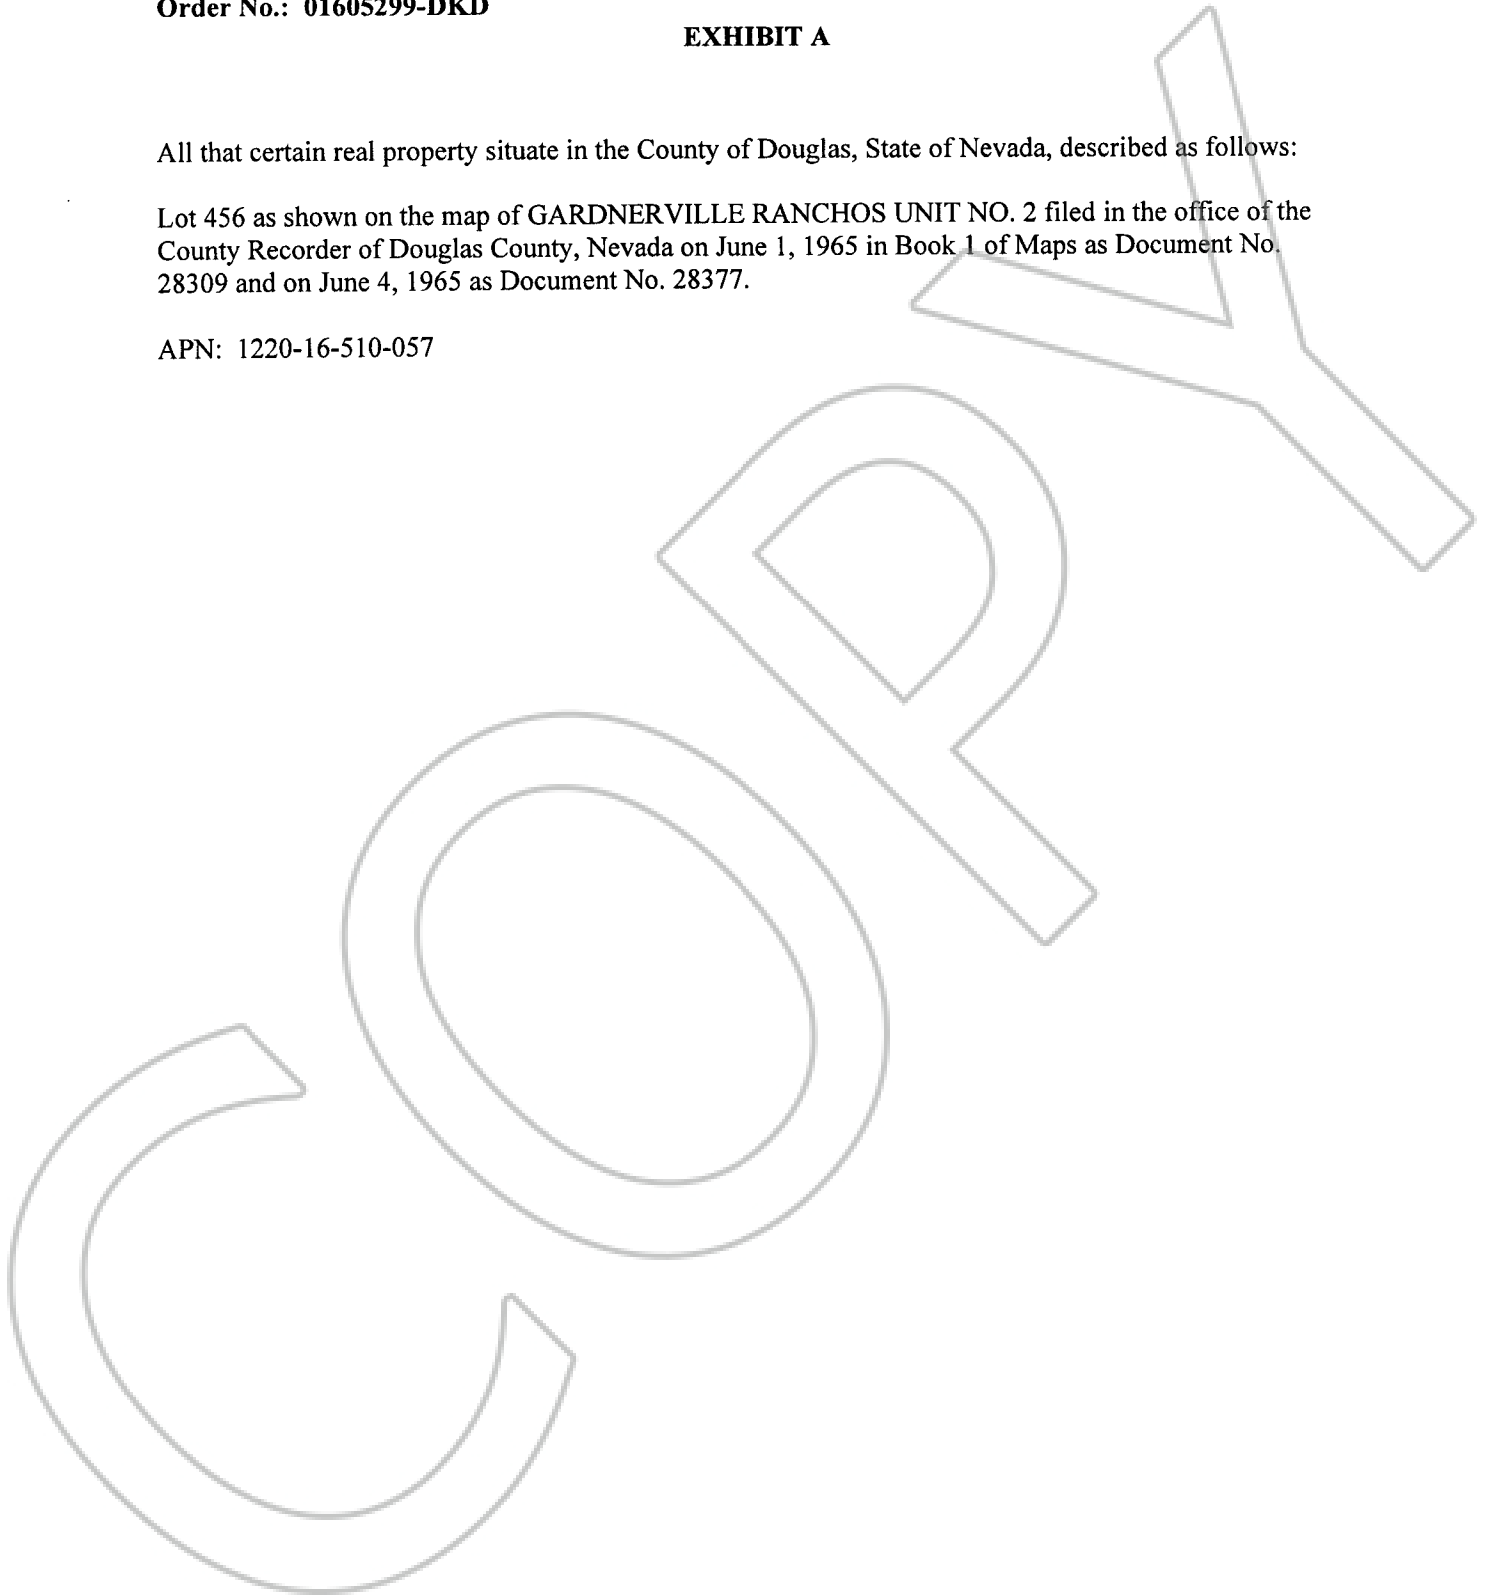 Order No.: 01605299-DKD
EXHIBIT A
All that certain real property situate in the County of Douglas, State of Nevada, described as follows:
Lot 456 as shown on the map of GARDNERVILLE RANCHOS UNIT NO. 2 filed in the office of the
County Recorder of Douglas County, Nevada on June 1, 1965 in Book 1 of Maps as Document No.
28309 and on June 4, 1965 as Document No. 28377.
APN: 1220-16-510-057
COPY